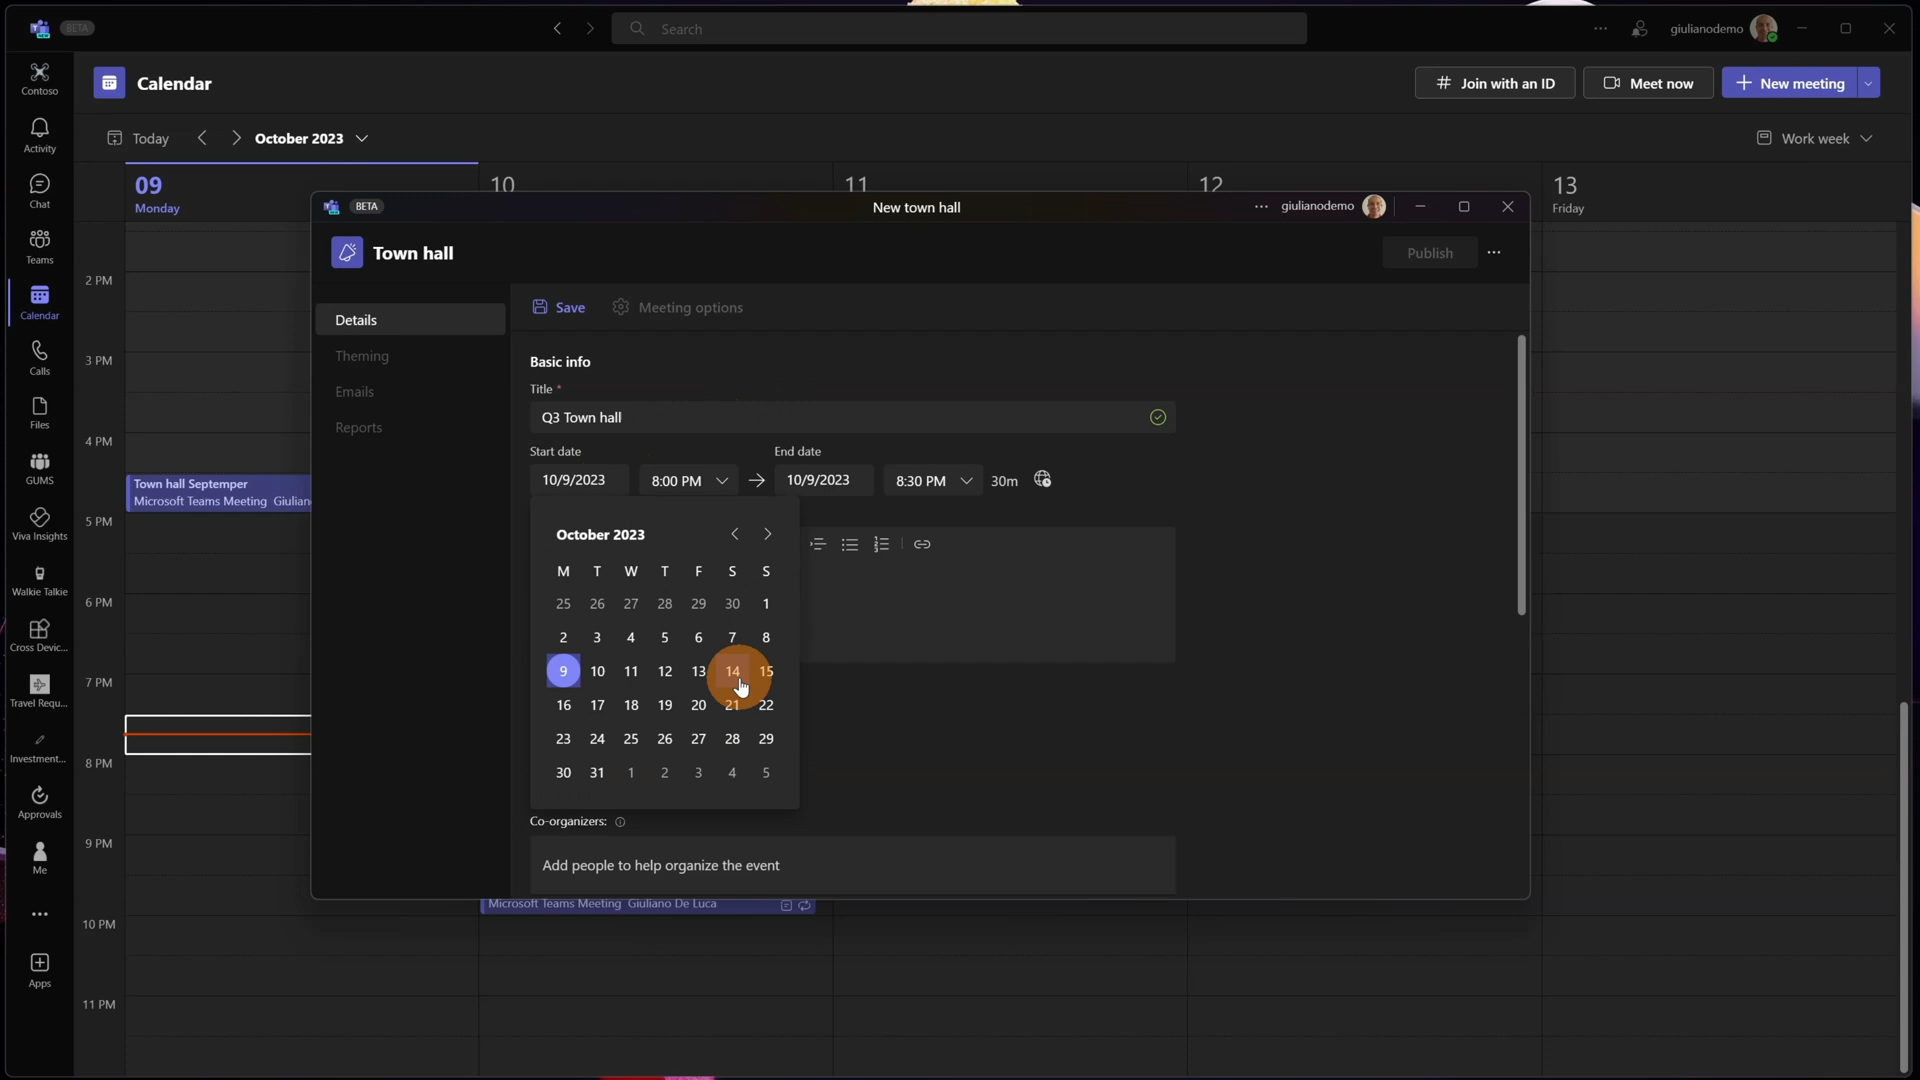 BETA
Search
giulianodemo
Contoso
Activity
Chat
Teams
Calendar
Calls
Files
GUMS
Viva Insights
Walkie Talkie
Cross Devic...
Travel Requ...
Investment...
Approvals
Me
Apps
Calendar
Join with an ID
Meet now
New meeting
Today
October 2023
Work week
09
Monday
10
11
12
13
Friday
2 PM
3 PM
4 PM
5 PM
6 PM
7 PM
8 PM
9 PM
10 PM
11 PM
Town hall Septemper
Microsoft Teams Meeting Giulian
BETA
New town hall
giulianodemo
Town hall
Publish
Details
Theming
Emails
Reports
Save
Meeting options
Basic info
Title *
Q3 Town hall
Start date
End date
10/9/2023 8:00 PM → 10/9/2023 8:30 PM 30m
October 2023
M T W T F S S
25 26 27 28 29 30 1
2 3 4 5 6 7 8
9 10 11 12 13 14 15
16 17 18 19 20 21 22
23 24 25 26 27 28 29
30 31 1 2 3 4 5
Co-organizers:
Add people to help organize the event
Microsoft Teams Meeting Giuliano De Luca